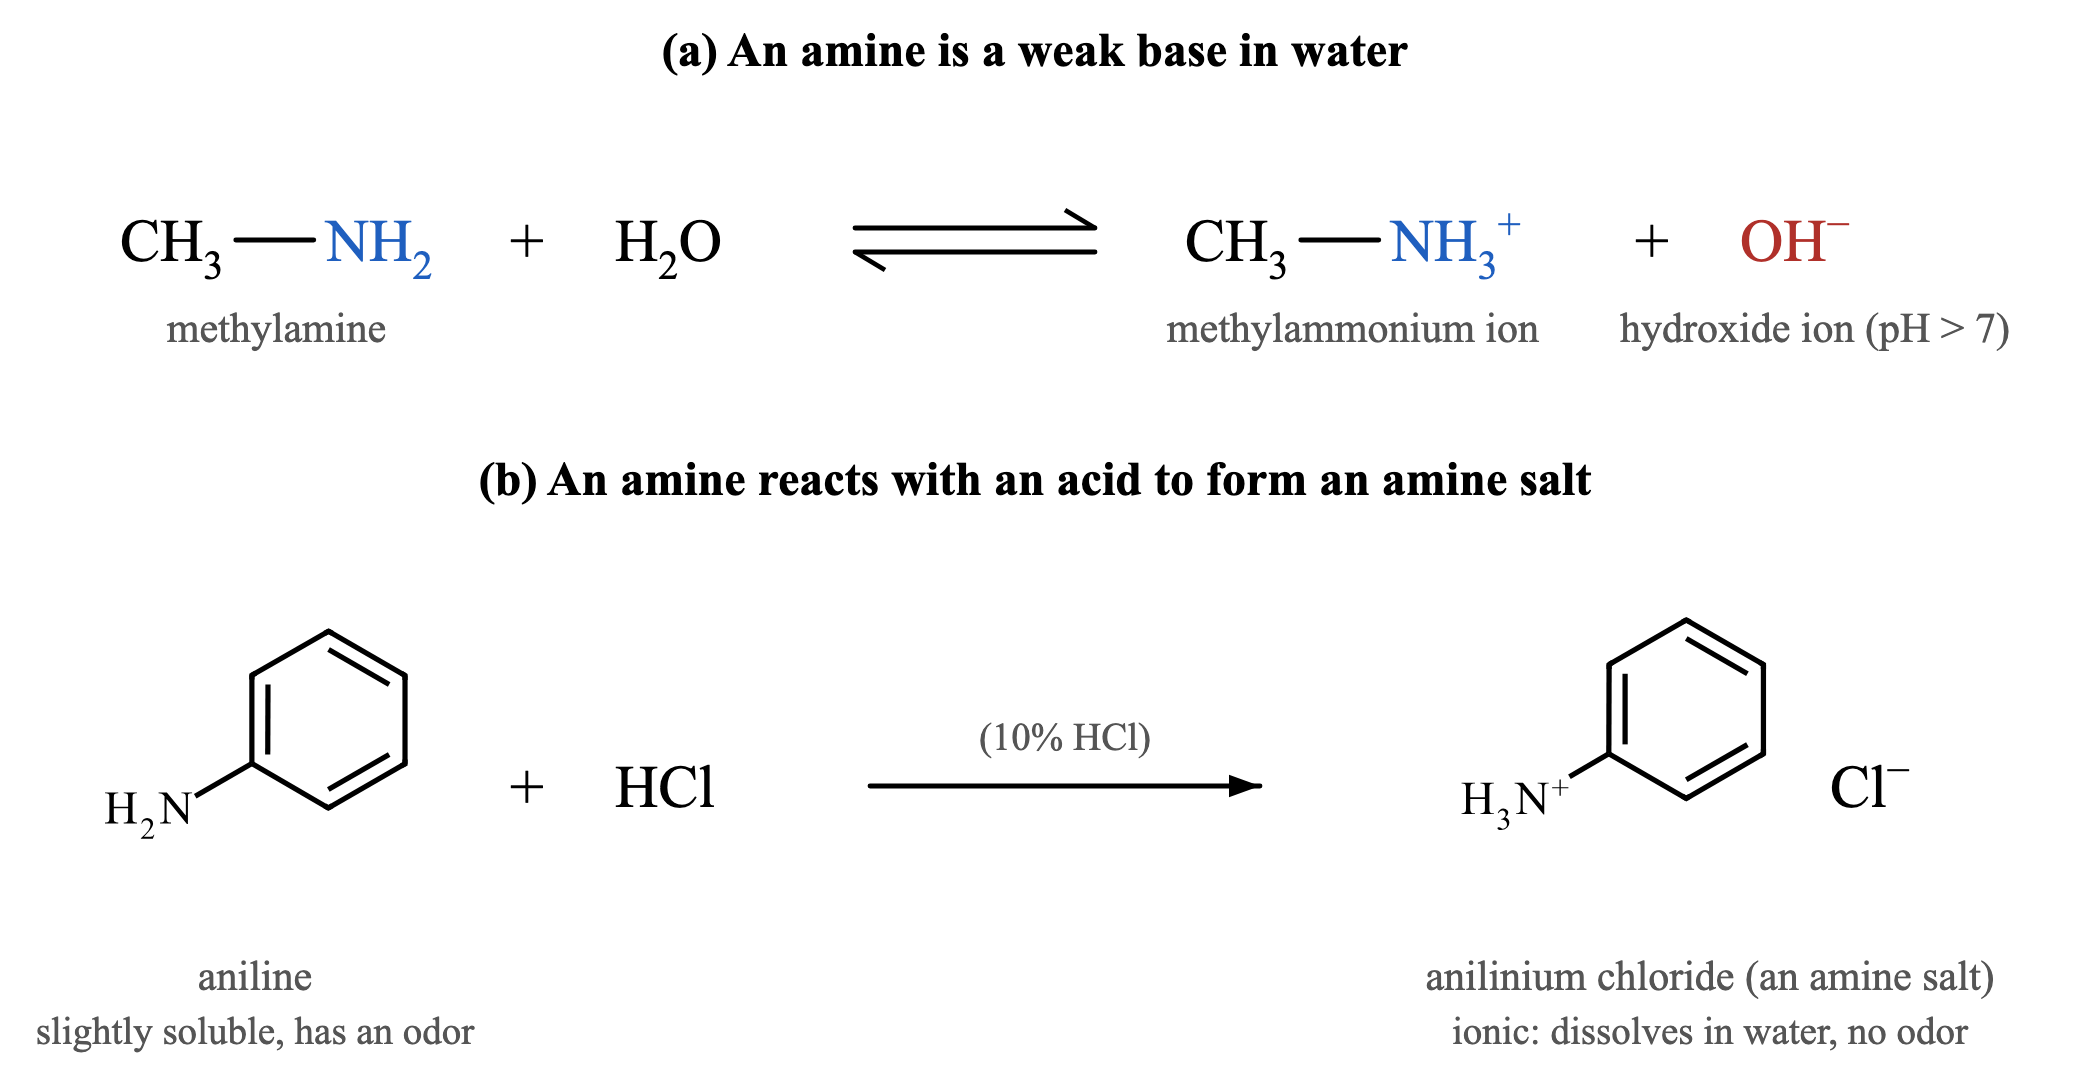 (a) An amine is a weak base in water
CH₃—NH₂ + H₂O ⇌ CH₃—NH₃⁺ + OH⁻
methylamine methylammonium ion hydroxide ion (pH > 7)
(b) An amine reacts with an acid to form an amine salt
(10% HCl)
H₂N + HCl H₃N⁺ Cl⁻
aniline anilinium chloride (an amine salt)
slightly soluble, has an odor ionic: dissolves in water, no odor